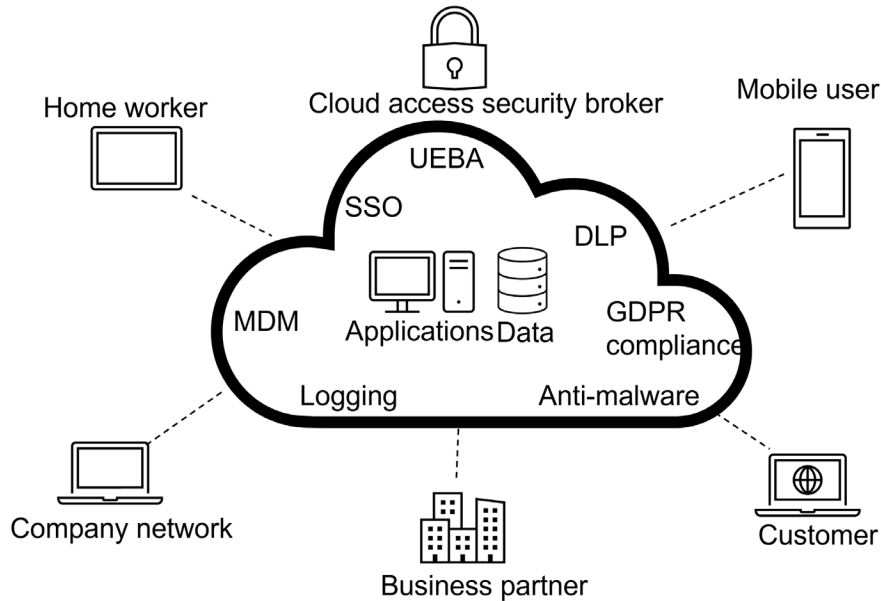 Home worker
Cloud access security broker
Mobile user
UEBA
SSO
DLP
MDM
Applications
Data
GDPR
compliance
Logging
Anti-malware
Company network
Business partner
Customer